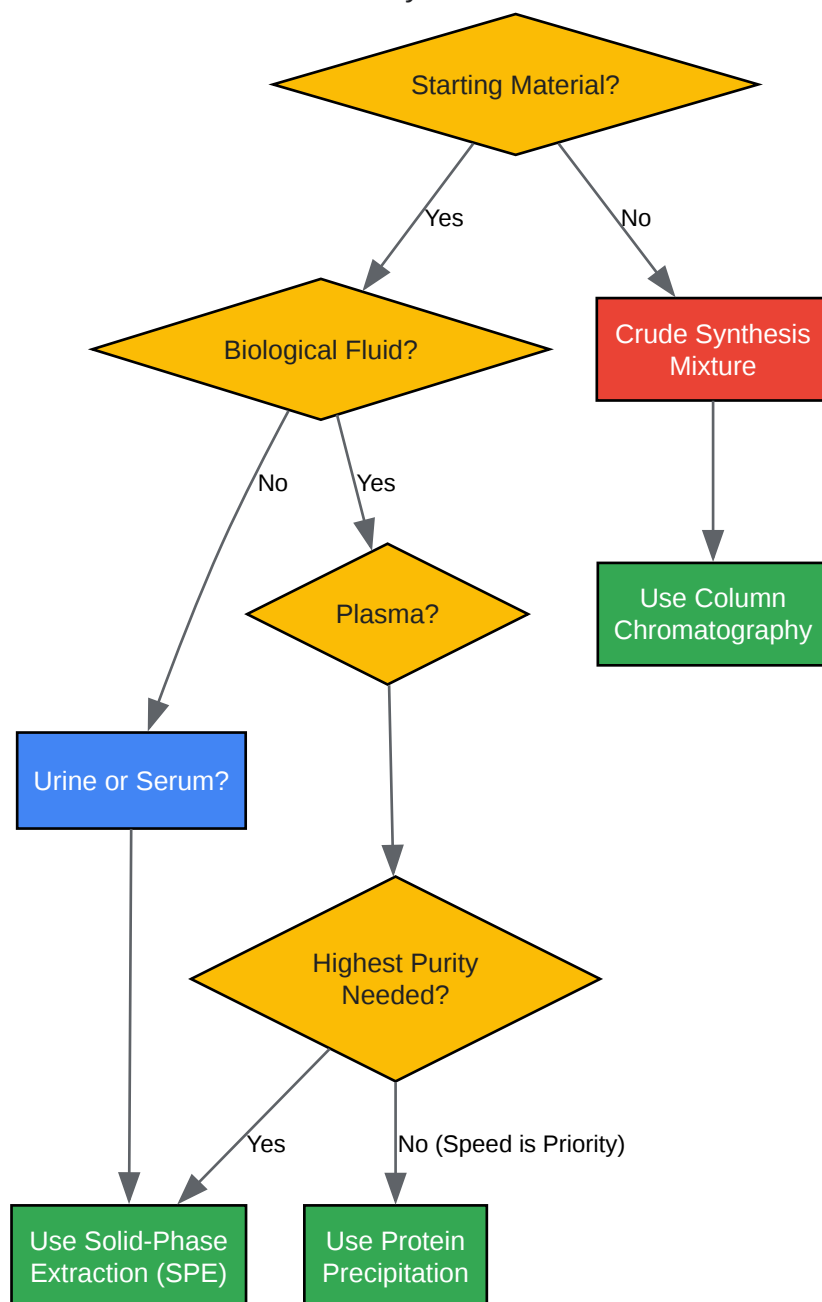 Starting Material?
Yes
No
Biological Fluid?
Crude Synthesis
Mixture
No
Yes
Use Column
Chromatography
Plasma?
Urine or Serum?
Highest Purity
Needed?
Yes
No (Speed is Priority)
Use Solid-Phase
Extraction (SPE)
Use Protein
Precipitation